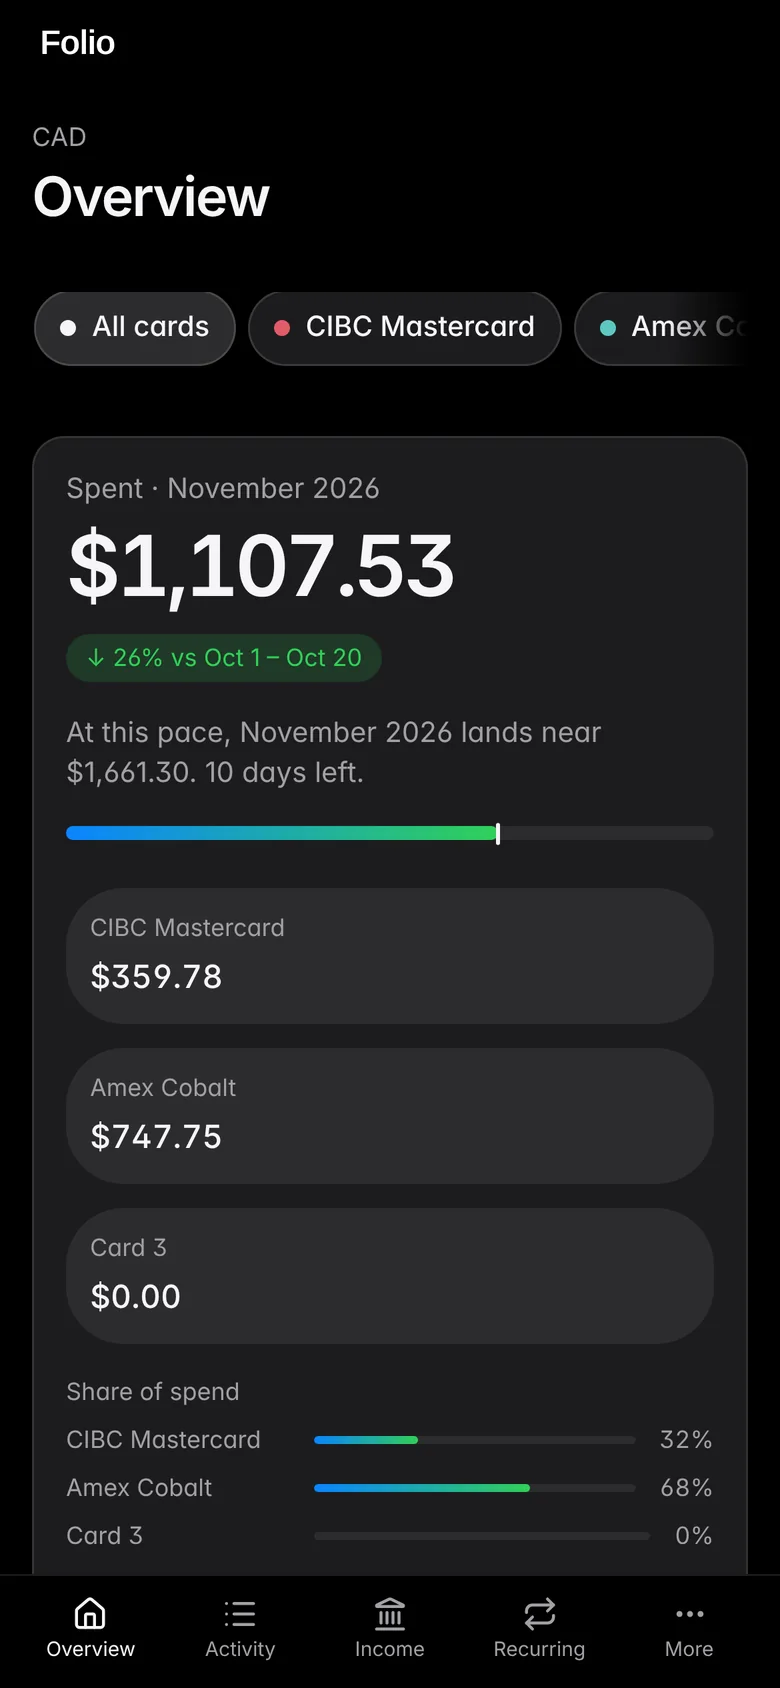 Folio
CAD
Overview
All cards
CIBC Mastercard
Amex Co
Spent · November 2026
$1,107.53
↓ 26% vs Oct 1 – Oct 20
At this pace, November 2026 lands near
$1,661.30. 10 days left.
CIBC Mastercard
$359.78
Amex Cobalt
$747.75
Card 3
$0.00
Share of spend
CIBC Mastercard 32%
Amex Cobalt 68%
Card 3 0%
Overview
Activity
Income
Recurring
More